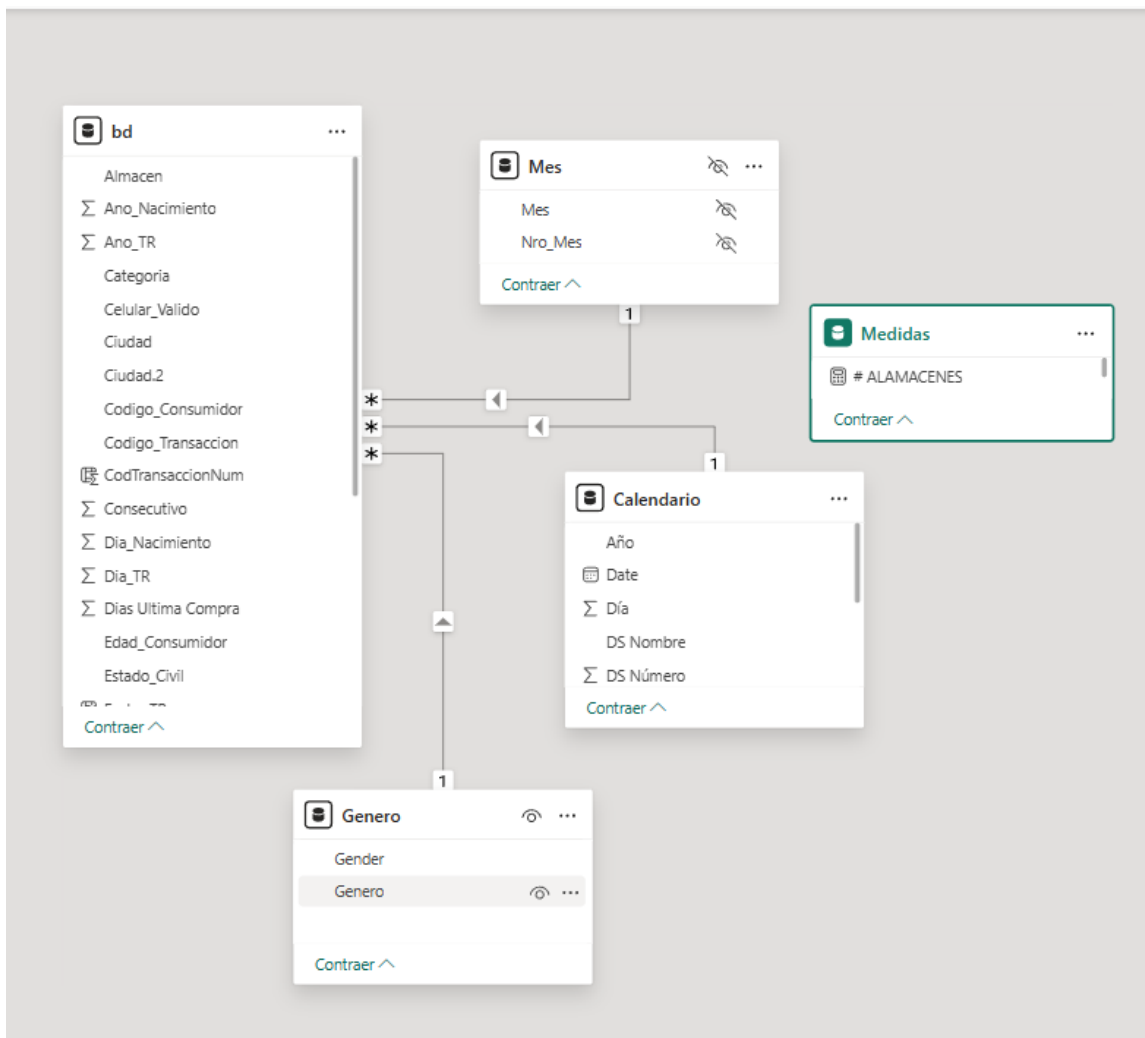 bd
Almacen
Ano_Nacimiento
Ano_TR
Categoria
Celular_Valido
Ciudad
Ciudad.2
Codigo_Consumidor
Codigo_Transaccion
CodTransaccionNum
Consecutivo
Dia_Nacimiento
Dia_TR
Dias Ultima Compra
Edad_Consumidor
Estado_Civil
Contraer
Mes
Mes
Nro_Mes
Contraer
1
*
*
*
Medidas
# ALAMACENES
Contraer
1
Calendario
Año
Date
Día
DS Nombre
DS Número
Contraer
1
Genero
Gender
Genero
Contraer